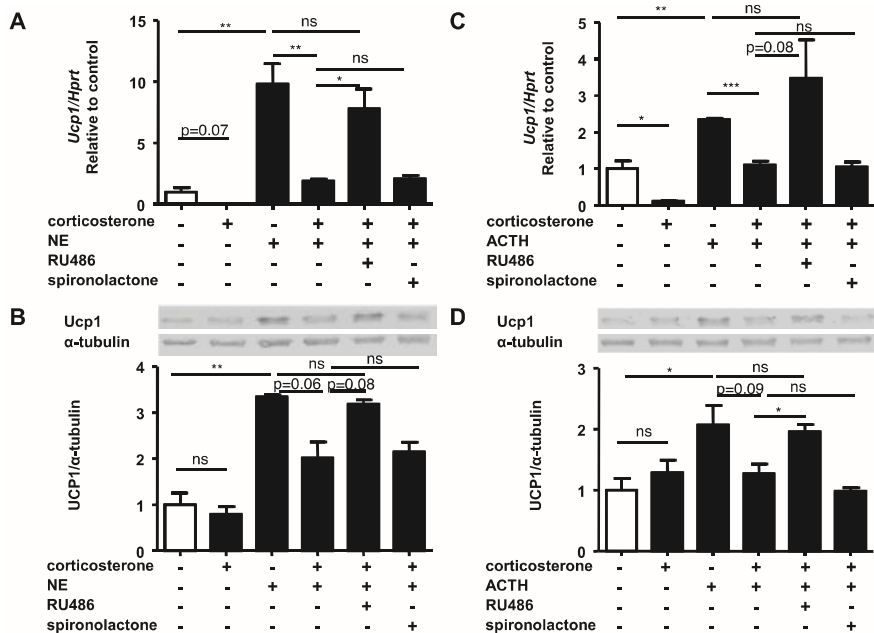 A
Ucp1/Hprt
Relative to control
15
10
5
0
**
ns
**
ns
*
p=0.07
corticosterone - + - + + +
NE - - + + + +
RU486 - - - - + -
spironolactone - - - - - +
C
Ucp1/Hprt
Relative to control
5
4
3
2
1
0
**
ns
ns
p=0.08
***
*
corticosterone - + - + + +
ACTH - - + + + +
RU486 - - - - + -
spironolactone - - - - - +
B
Ucp1
α-tubulin
UCP1/α-tubulin
4
3
2
1
0
**
ns
ns
p=0.06
p=0.08
ns
corticosterone - + - + + +
NE - - + + + +
RU486 - - - - + -
spironolactone - - - - - +
D
Ucp1
α-tubulin
UCP1/α-tubulin
3
2
1
0
*
ns
p=0.09
ns
*
ns
corticosterone - + - + + +
ACTH - - + + + +
RU486 - - - - + -
spironolactone - - - - - +